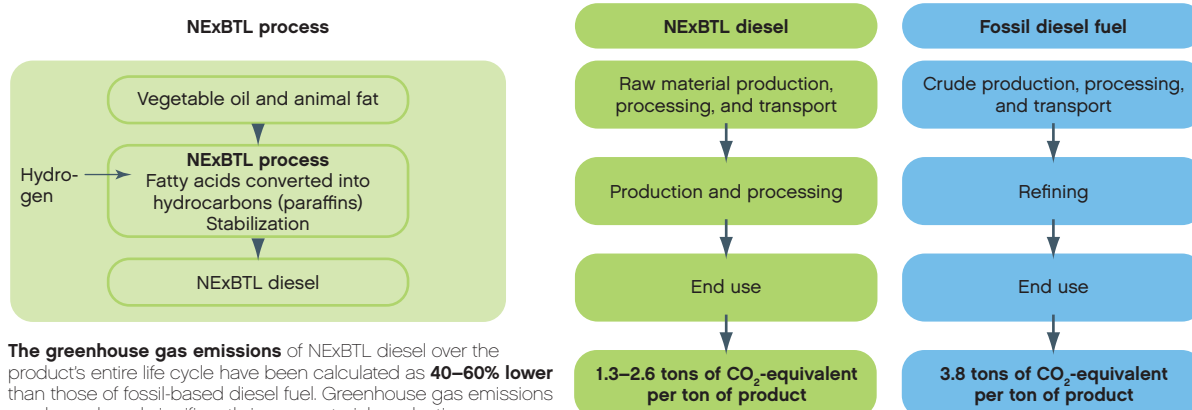 NExBTL process
Vegetable oil and animal fat
Hydro-
gen
NExBTL process
Fatty acids converted into
hydrocarbons (paraffins)
Stabilization
NExBTL diesel
The greenhouse gas emissions of NExBTL diesel over the
product's entire life cycle have been calculated as 40–60% lower
than those of fossil-based diesel fuel. Greenhouse gas emissions
NExBTL diesel
Raw material production,
processing, and transport
Production and processing
End use
1.3–2.6 tons of CO₂-equivalent
per ton of product
Fossil diesel fuel
Crude production, processing,
and transport
Refining
End use
3.8 tons of CO₂-equivalent
per ton of product